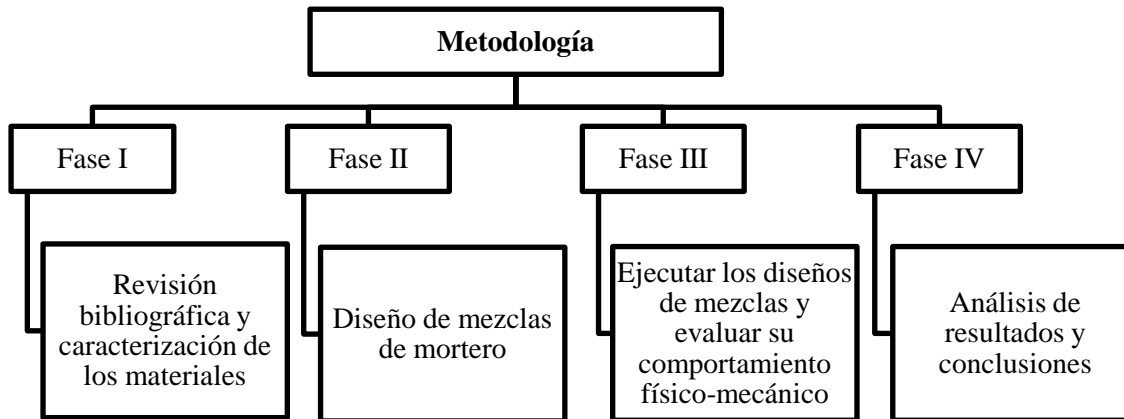 Metodología
Fase I
Fase II
Fase III
Fase IV
Revisión
bibliográfica y
caracterización de
los materiales
Diseño de mezclas
de mortero
Ejecutar los diseños
de mezclas y
evaluar su
comportamiento
físico-mecánico
Análisis de
resultados y
conclusiones